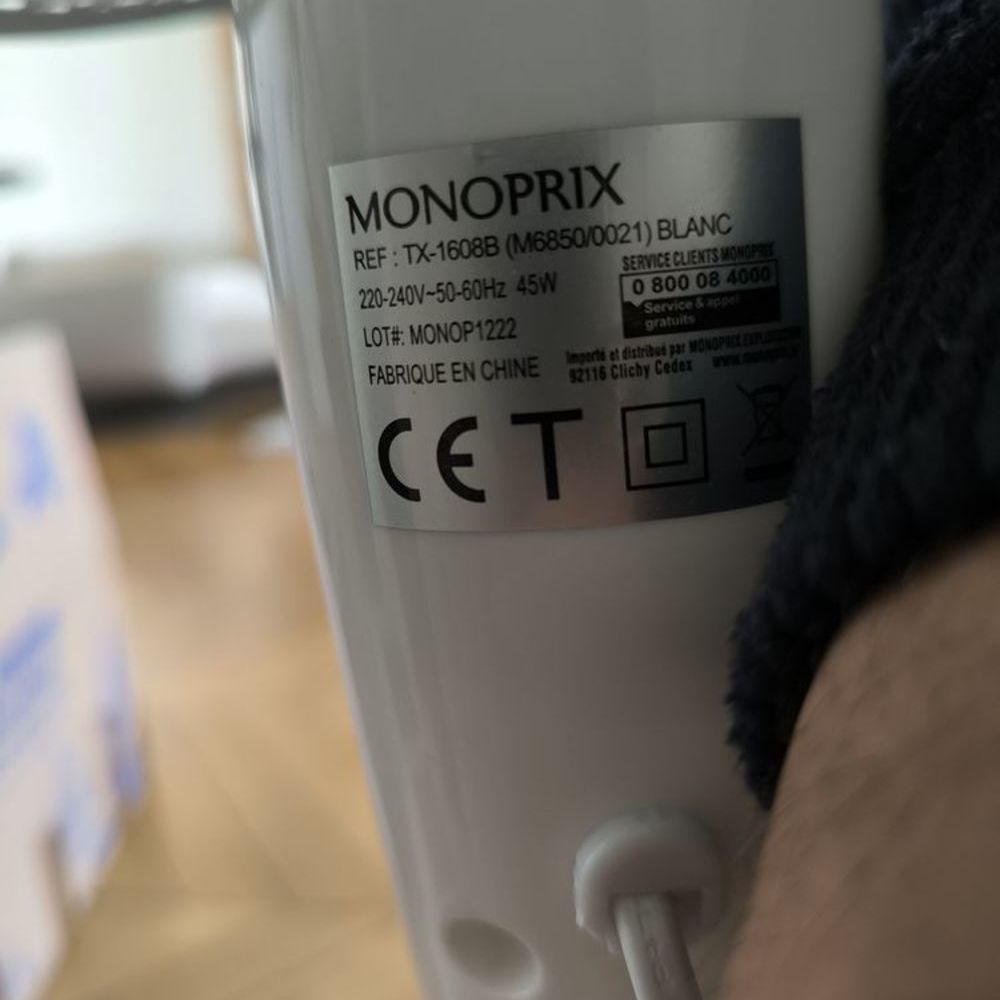 MONOPRIX
REF : TX-1608B (M6850/0021) BLANC
220-240V~50-60Hz 45W
LOT#: MONOP1222
FABRIQUE EN CHINE
SERVICE CLIENTS MONOPRIX
0 800 08 4000
Service & appel
gratuits
Importé et distribué par MONOPRIX
92116 Clichy Cedex
CE T